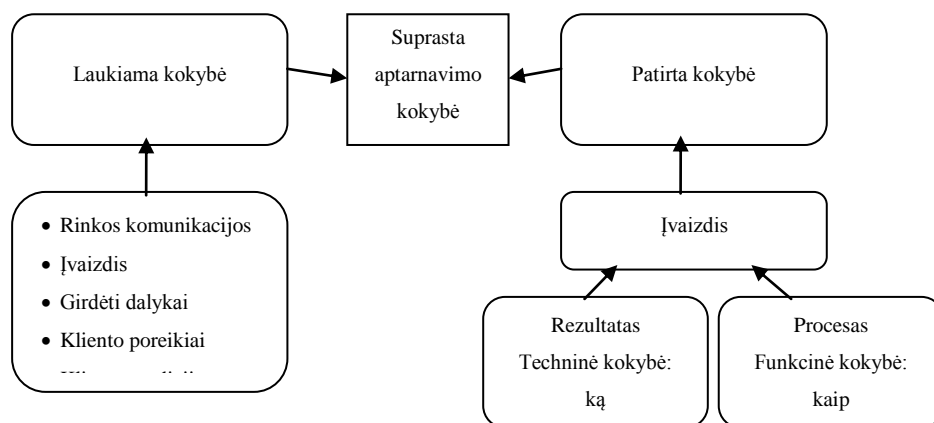 Laukiama kokybė
Suprasta
aptarnavimo
kokybė
Patirta kokybė
• Rinkos komunikacijos
• Įvaizdis
• Girdėti dalykai
• Kliento poreikiai
Įvaizdis
Rezultatas
Techninė kokybė:
ką
Procesas
Funkcinė kokybė:
kaip